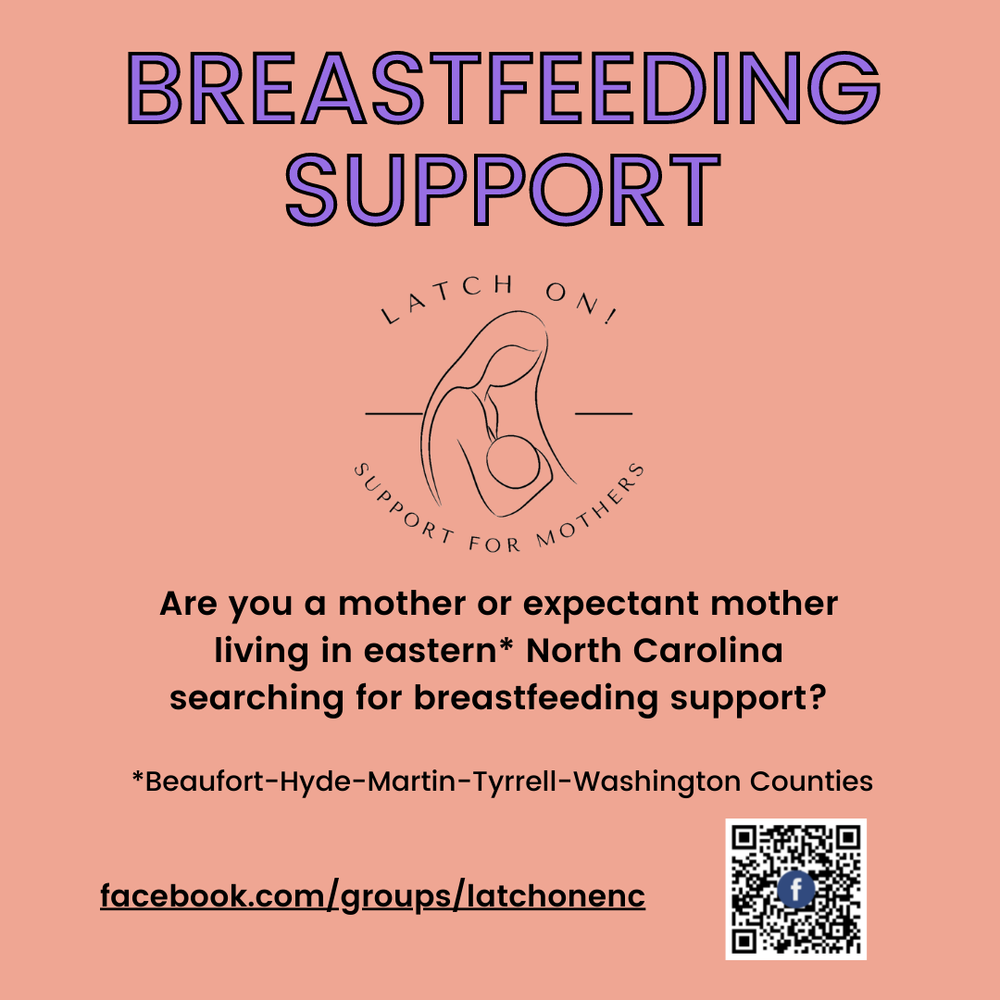 BREASTFEEDING
SUPPORT
LATCH ON!
SUPPORT FOR MOTHERS
Are you a mother or expectant mother
living in eastern* North Carolina
searching for breastfeeding support?
*Beaufort-Hyde-Martin-Tyrrell-Washington Counties
facebook.com/groups/latchonenc
f